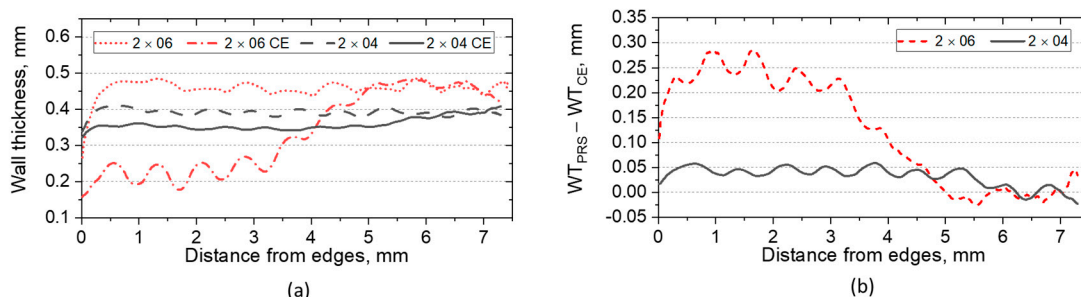 0.6
0.5
0.4
0.3
0.2
0.1
Wall thickness, mm
2 × 06
2 × 06 CE
2 × 04
2 × 04 CE
0 1 2 3 4 5 6 7
Distance from edges, mm
(a)
0.35
0.30
0.25
0.20
0.15
0.10
0.05
0.00
-0.05
WTPRS – WTCE, mm
2 × 06
2 × 04
0 1 2 3 4 5 6 7
Distance from edges, mm
(b)